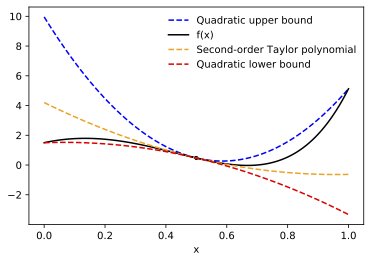 10
8
6
4
2
0
−2
0.0
0.2
0.4
0.6
0.8
1.0
x
Quadratic upper bound
f(x)
Second-order Taylor polynomial
Quadratic lower bound